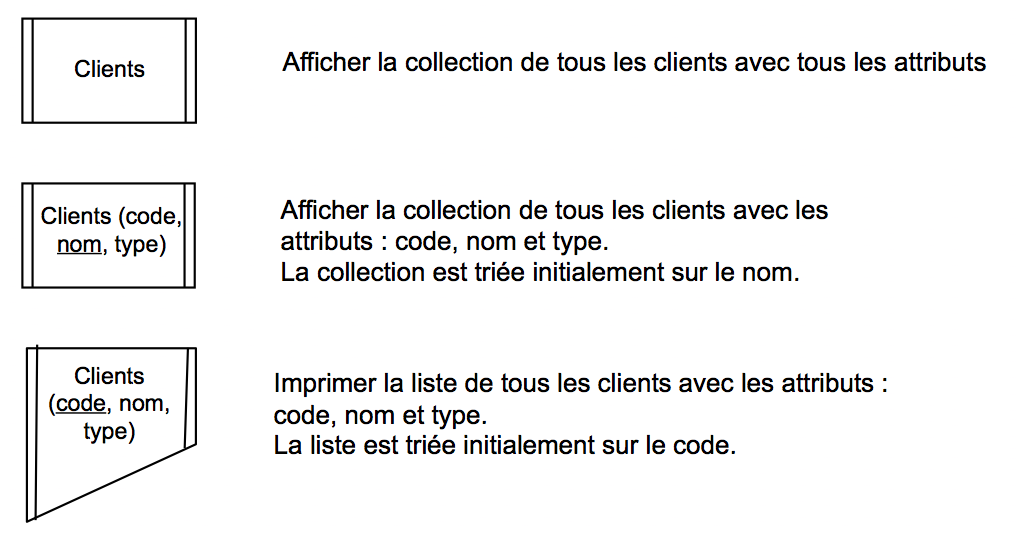 Clients
Afficher la collection de tous les clients avec tous les attributs
Clients (code,
nom, type)
Afficher la collection de tous les clients avec les
attributs : code, nom et type.
La collection est triée initialement sur le nom.
Clients
(code, nom,
type)
Imprimer la liste de tous les clients avec les attributs :
code, nom et type.
La liste est triée initialement sur le code.